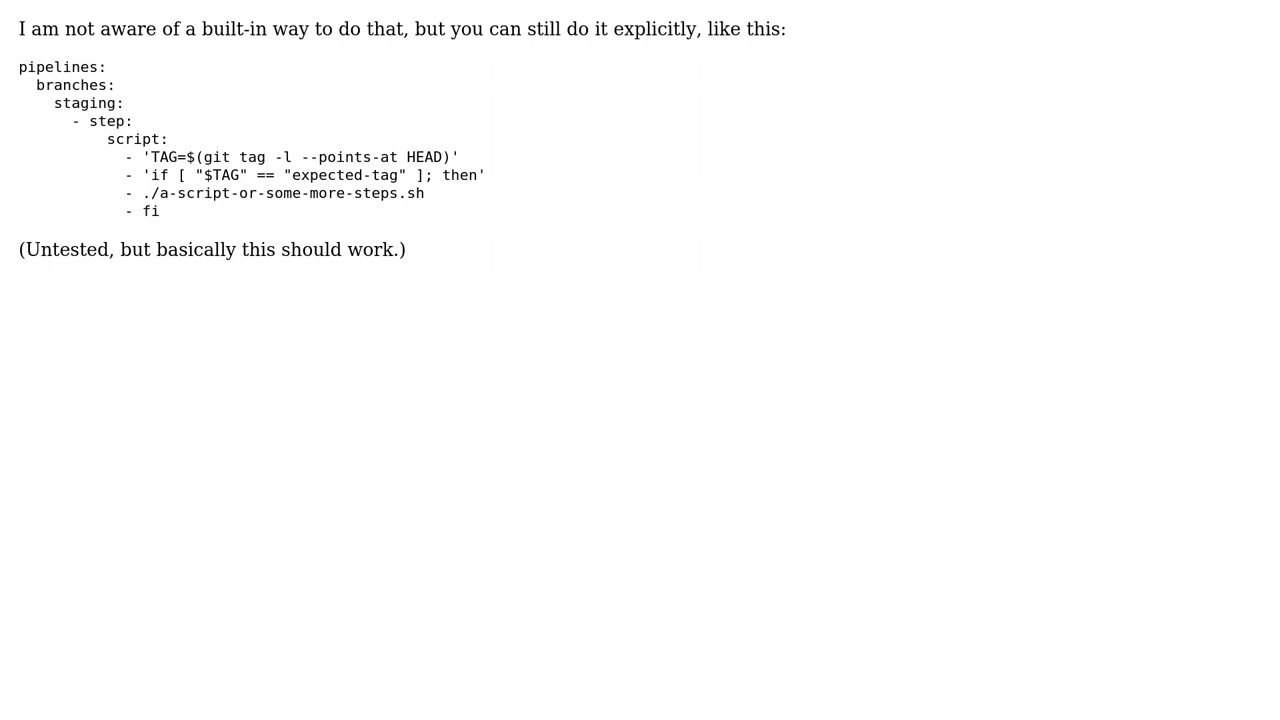 I am not aware of a built-in way to do that, but you can still do it explicitly, like this:
pipelines:
  branches:
    staging:
      - step:
          script:
            - 'TAG=$(git tag -l --points-at HEAD)'
            - 'if [ "$TAG" == "expected-tag" ]; then'
            - ./a-script-or-some-more-steps.sh
            - fi
(Untested, but basically this should work.)